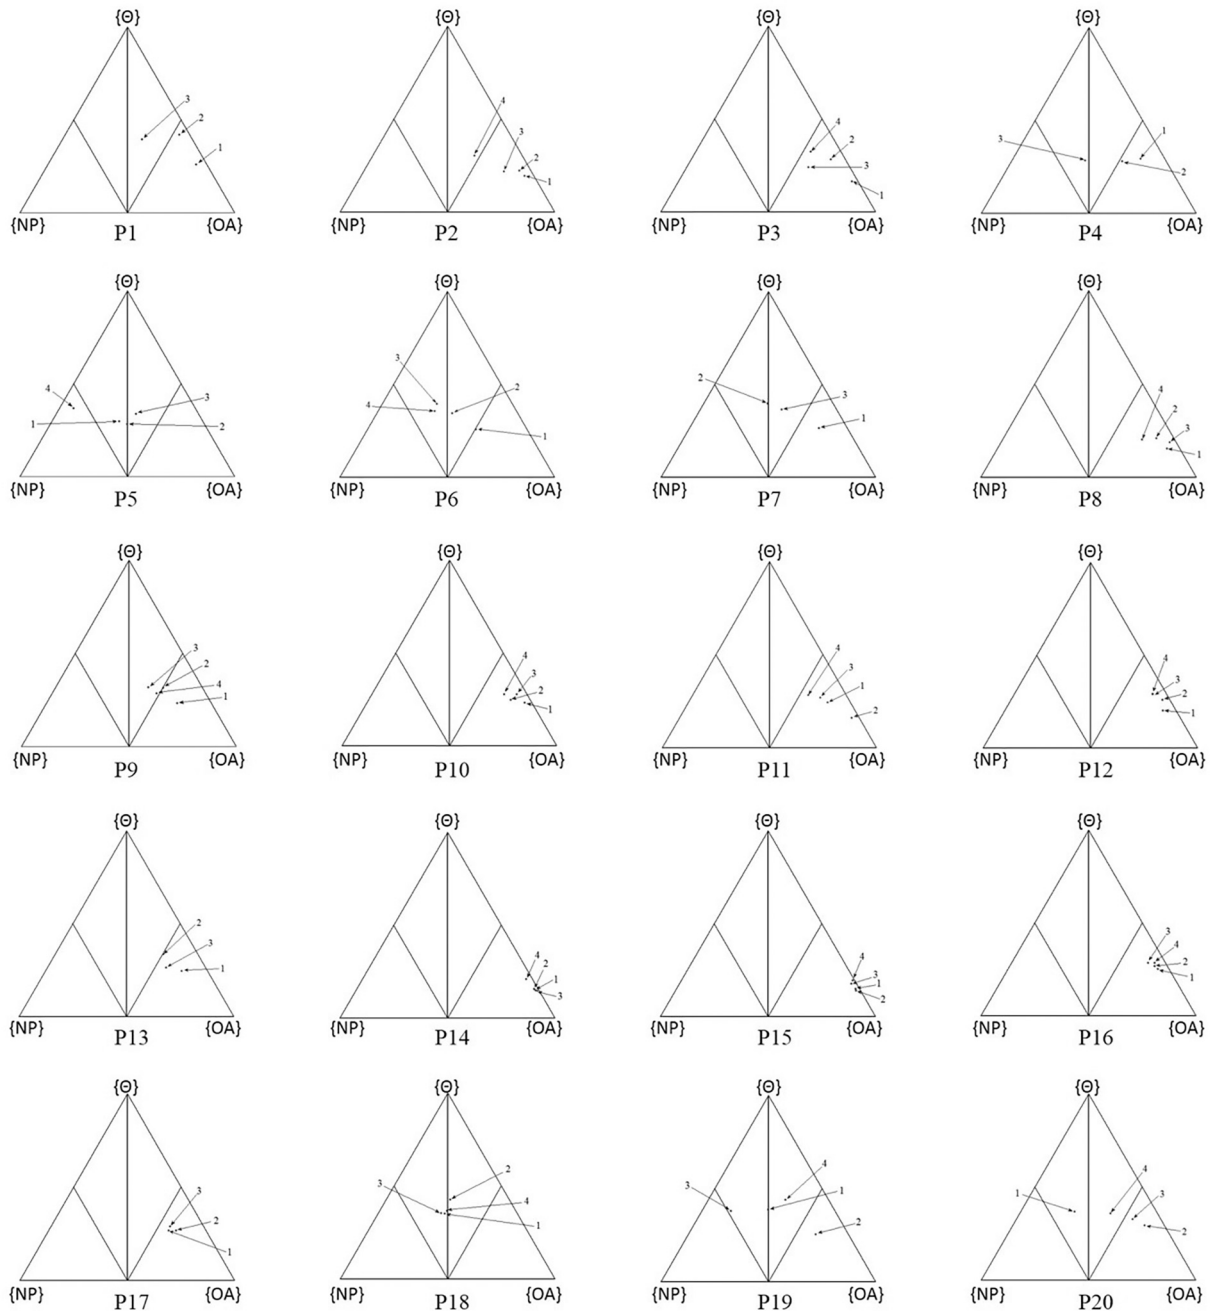 {Θ} {Θ} {Θ} {Θ}
3 2 1 4 3 2 1 4 2 3 1 3 1 2
{NP} P1 {OA} {NP} P2 {OA} {NP} P3 {OA} {NP} P4 {OA}
{Θ} {Θ} {Θ} {Θ}
4 1 3 2 3 4 2 1 2 3 1 4 2 3 1
{NP} P5 {OA} {NP} P6 {OA} {NP} P7 {OA} {NP} P8 {OA}
{Θ} {Θ} {Θ} {Θ}
3 2 4 1 4 3 2 1 4 3 1 2 4 3 2 1
{NP} P9 {OA} {NP} P10 {OA} {NP} P11 {OA} {NP} P12 {OA}
{Θ} {Θ} {Θ} {Θ}
2 3 1 4 2 1 3 4 3 1 2 3 4 2 1
{NP} P13 {OA} {NP} P14 {OA} {NP} P15 {OA} {NP} P16 {OA}
{Θ} {Θ} {Θ} {Θ}
3 2 1 3 2 4 1 3 4 1 2 1 4 3 2
{NP} P17 {OA} {NP} P18 {OA} {NP} P19 {OA} {NP} P20 {OA}